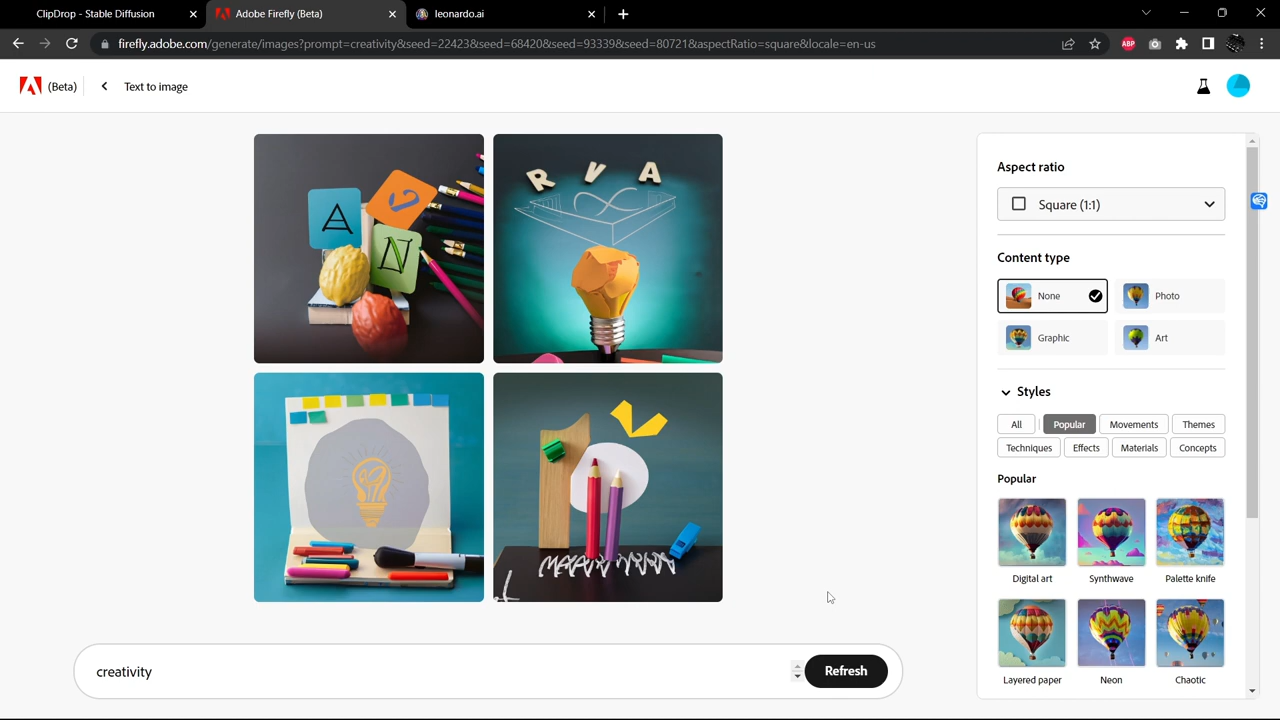 ClipDrop - Stable Diffusion
Adobe Firefly (Beta)
leonardo.ai
firefly.adobe.com/generate/images?prompt=creativity&seed=22423&seed=68420&seed=93339&seed=80721&aspectRatio=square&locale=en-us
ABP
(Beta)
Text to image
A
N
R V A
Aspect ratio
Square (1:1)
Content type
None
Photo
Graphic
Art
Styles
All
Popular
Movements
Themes
Techniques
Effects
Materials
Concepts
Popular
Digital art
Synthwave
Palette knife
Layered paper
Neon
Chaotic
creativity
Refresh